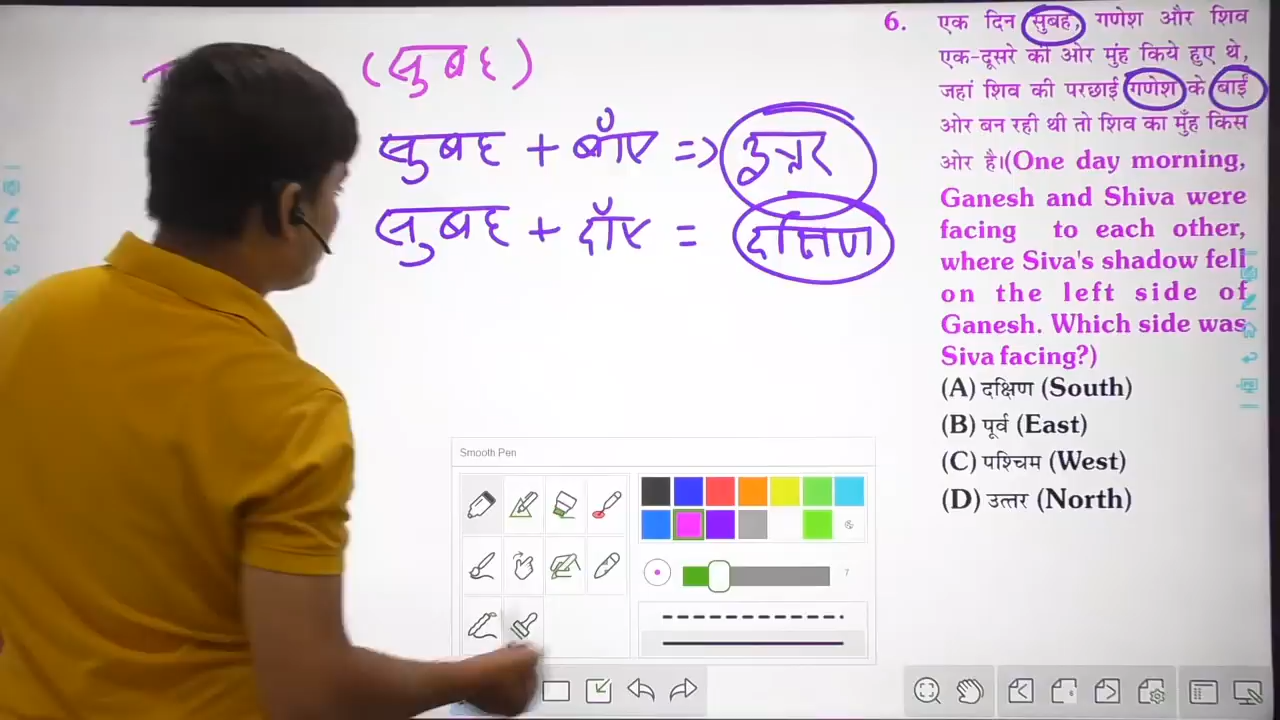 (सुबह)
सुबह + बाँए => उत्तर
सुबह + दाँए = दक्षिण
6. एक दिन सुबह, गणेश और शिव
एक-दूसरे की ओर मुंह किये हुए थे,
जहां शिव की परछाई गणेश के बाईं
ओर बन रही थी तो शिव का मुँह किस
ओर है।(One day morning,
Ganesh and Shiva were
facing to each other,
where Siva's shadow fell
on the left side of
Ganesh. Which side was
Siva facing?)
(A) दक्षिण (South)
(B) पूर्व (East)
(C) पश्चिम (West)
(D) उत्तर (North)
Smooth Pen
7